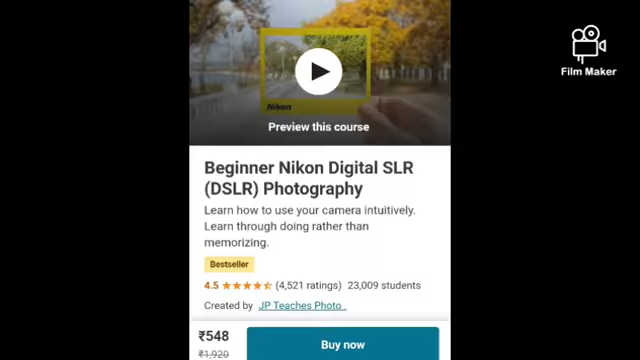 Nikon
Film Maker
Preview this course
Beginner Nikon Digital SLR
(DSLR) Photography
Learn how to use your camera intuitively.
Learn through doing rather than
memorizing.
Bestseller
4.5 (4,521 ratings) 23,009 students
Created by JP Teaches Photo .
₹548
₹1,920
Buy now